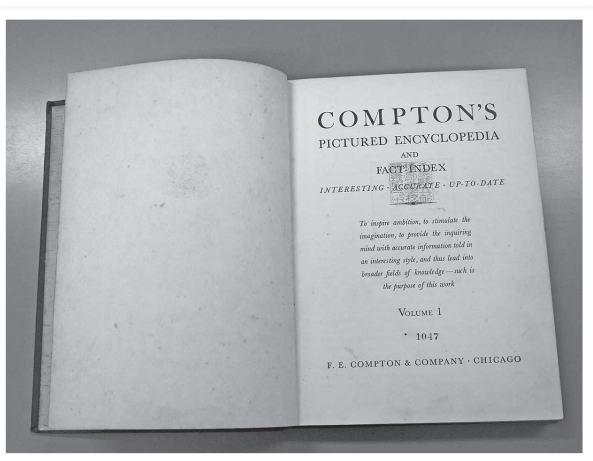 COMPTON'S
PICTURED ENCYCLOPEDIA
AND
FACT-INDEX
INTERESTING · ACCURATE · UP-TO-DATE
To inspire ambition, to stimulate the
imagination, to provide the inquiring
mind with accurate information told in
an interesting style, and thus lead into
broader fields of knowledge—such is
the purpose of this work
VOLUME 1
1947
F. E. COMPTON & COMPANY · CHICAGO